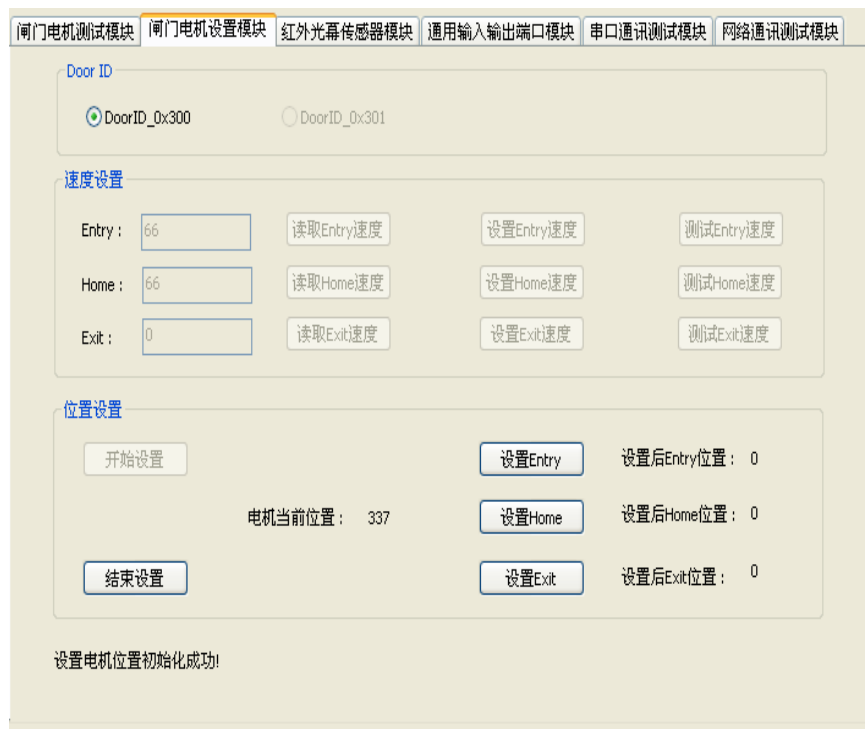 闸门电机测试模块 闸门电机设置模块 红外光幕传感器模块 通用输入输出端口模块 串口通讯测试模块 网络通讯测试模块
Door ID
DoorID_0x300 DoorID_0x301
速度设置
Entry： 66 读取Entry速度 设置Entry速度 测试Entry速度
Home： 66 读取Home速度 设置Home速度 测试Home速度
Exit： 0 读取Exit速度 设置Exit速度 测试Exit速度
位置设置
开始设置 设置Entry 设置后Entry位置： 0
电机当前位置： 337 设置Home 设置后Home位置： 0
结束设置 设置Exit 设置后Exit位置： 0
设置电机位置初始化成功!